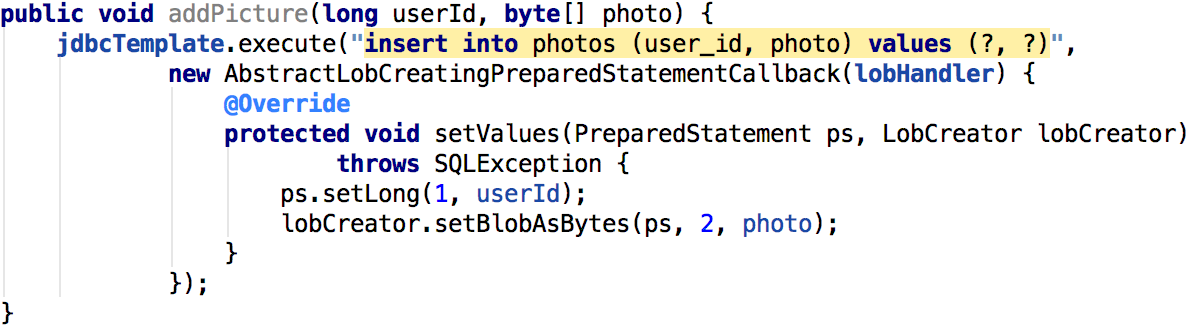 public void addPicture(long userId, byte[] photo) {
    jdbcTemplate.execute("insert into photos (user_id, photo) values (?, ?)",
            new AbstractLobCreatingPreparedStatementCallback(lobHandler) {
                @Override
                protected void setValues(PreparedStatement ps, LobCreator lobCreator)
                        throws SQLException {
                    ps.setLong(1, userId);
                    lobCreator.setBlobAsBytes(ps, 2, photo);
                }
            });
}